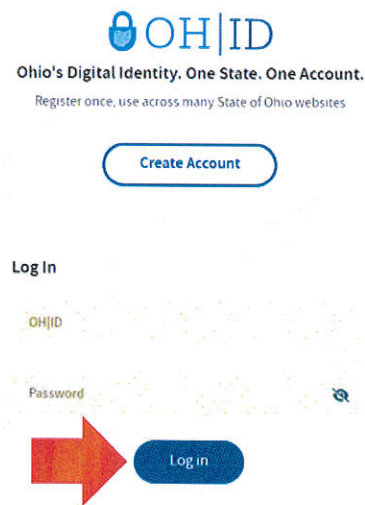 OH|ID
Ohio's Digital Identity. One State. One Account.
Register once, use across many State of Ohio websites
Create Account
Log In
OH|ID
Password
Log in